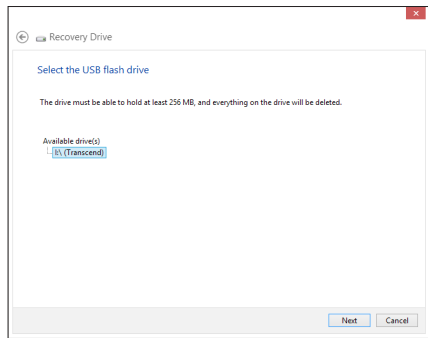 Recovery Drive
Select the USB flash drive
The drive must be able to hold at least 256 MB, and everything on the drive will be deleted.
Available drive(s)
I:\ (Transcend)
Next Cancel